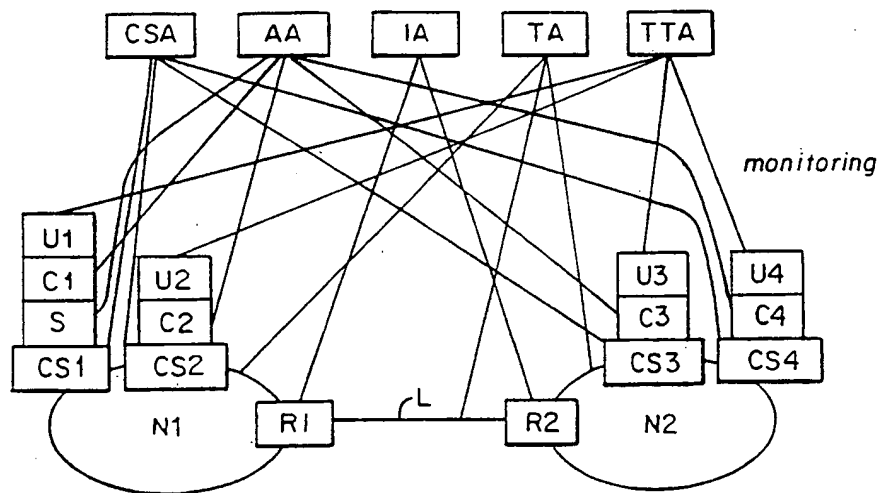 CSA AA IA TA TTA
monitoring
U1
C1 U2 U3 U4
S C2 C3 C4
CS1 CS2 CS3 CS4
L
N1 R1 R2 N2